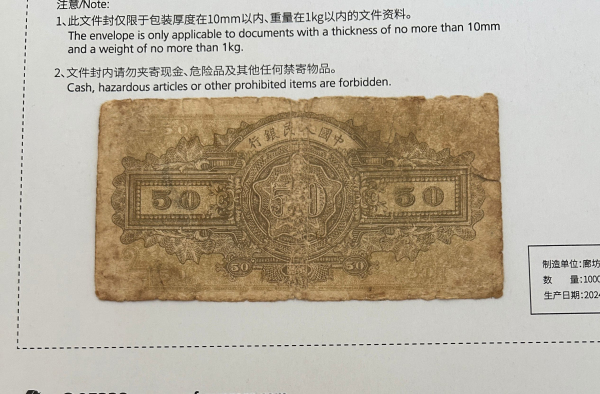 注意/Note:
1、此文件封仅限于包装厚度在10mm以内、重量在1kg以内的文件资料。
The envelope is only applicable to documents with a thickness of no more than 10mm
and a weight of no more than 1kg.
2、文件封内请勿夹寄现金、危险品及其他任何禁寄物品。
Cash, hazardous articles or other prohibited items are forbidden.
行銀民人國中
50
50
50
50
50
制造单位:廊坊
数 量:1000
生产日期:2024